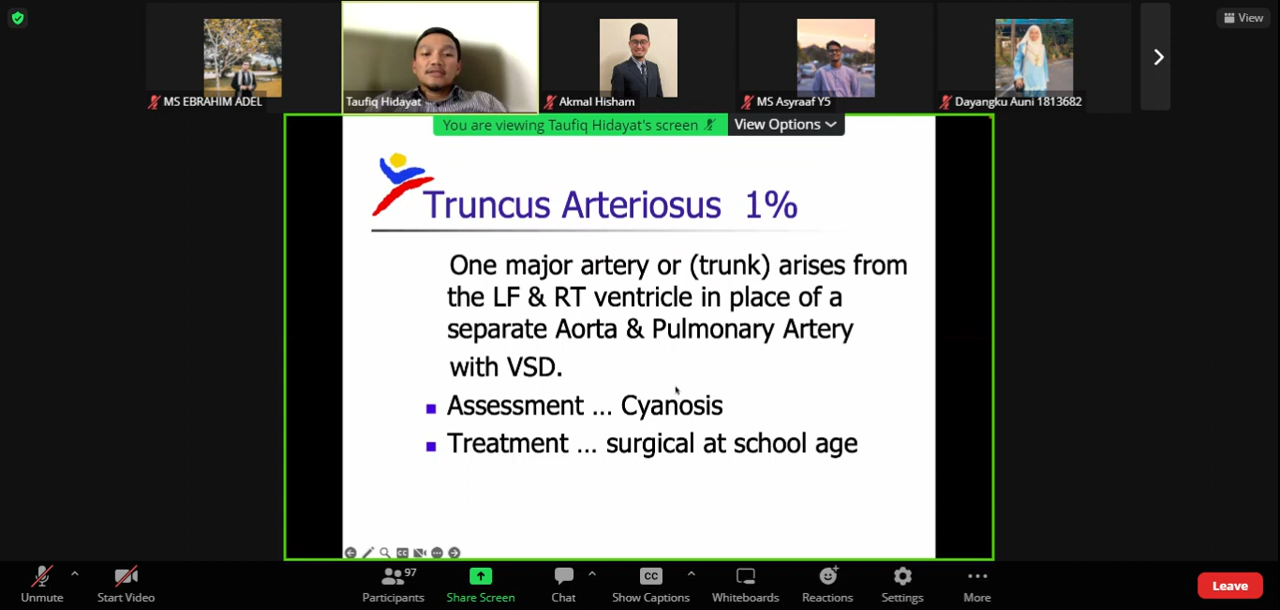 View
MS EBRAHIM ADEL
Taufiq Hidayat
Akmal Hisham
MS Asyraaf Y5
Dayangku Auni 1813682
You are viewing Taufiq Hidayat's screen
View Options
Truncus Arteriosus 1%
One major artery or (trunk) arises from
the LF & RT ventricle in place of a
separate Aorta & Pulmonary Artery
with VSD.
Assessment ... Cyanosis
Treatment ... surgical at school age
CC
Unmute
Start Video
97
Participants
Share Screen
Chat
CC
Show Captions
Whiteboards
Reactions
Settings
More
Leave